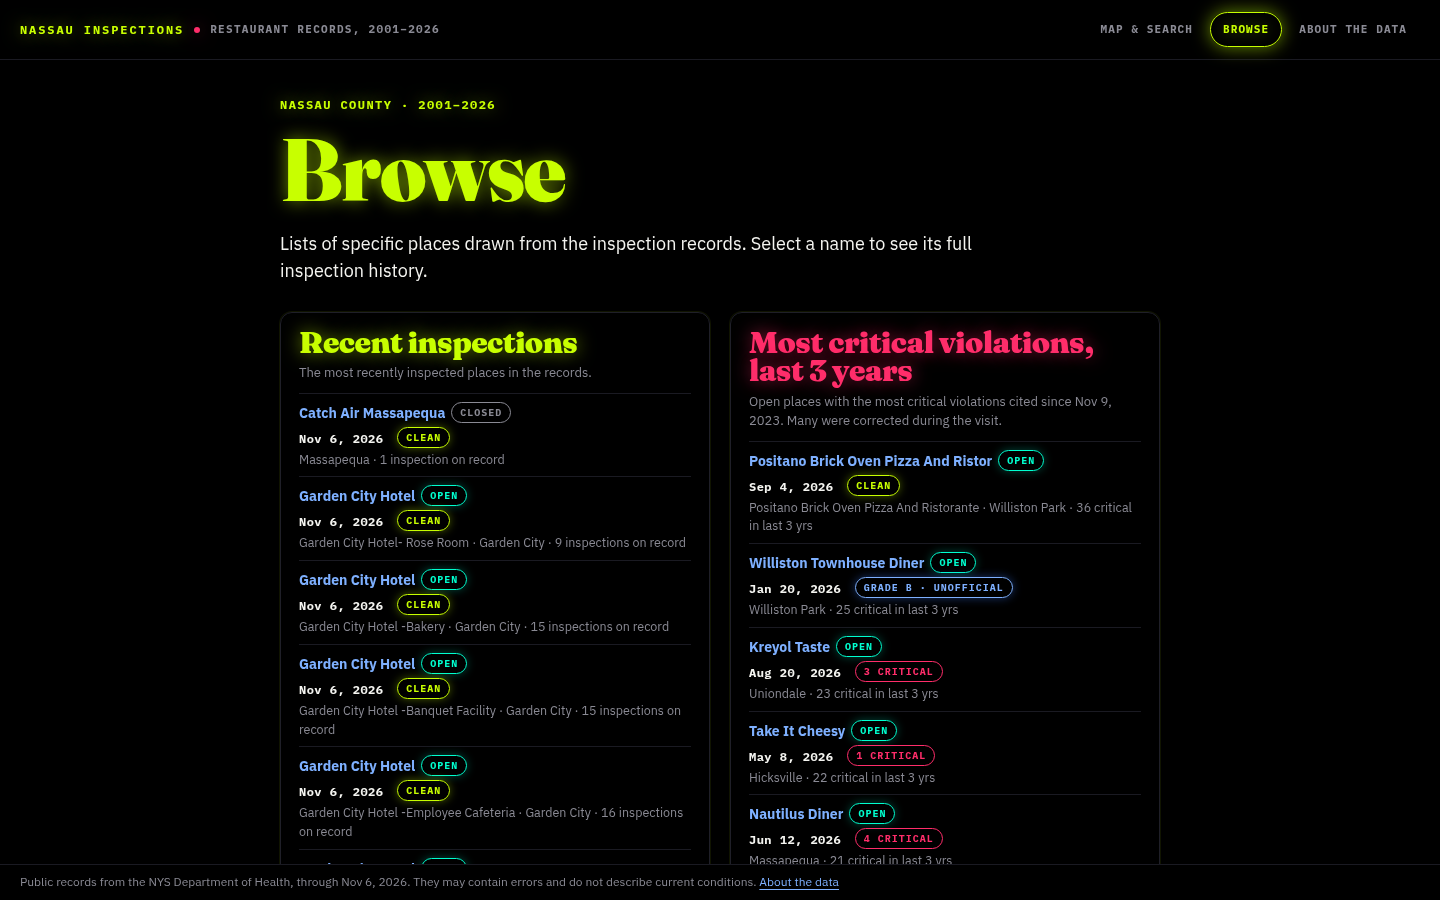 NASSAU INSPECTIONS
RESTAURANT RECORDS, 2001–2026
MAP & SEARCH
BROWSE
ABOUT THE DATA
NASSAU COUNTY · 2001–2026
Browse
Lists of specific places drawn from the inspection records. Select a name to see its full
inspection history.
Recent inspections
The most recently inspected places in the records.
Catch Air Massapequa CLOSED
Nov 6, 2026 CLEAN
Massapequa · 1 inspection on record
Garden City Hotel OPEN
Nov 6, 2026 CLEAN
Garden City Hotel- Rose Room · Garden City · 9 inspections on record
Garden City Hotel OPEN
Nov 6, 2026 CLEAN
Garden City Hotel -Bakery · Garden City · 15 inspections on record
Garden City Hotel OPEN
Nov 6, 2026 CLEAN
Garden City Hotel -Banquet Facility · Garden City · 15 inspections on
record
Garden City Hotel OPEN
Nov 6, 2026 CLEAN
Garden City Hotel -Employee Cafeteria · Garden City · 16 inspections
on record
Most critical violations,
last 3 years
Open places with the most critical violations cited since Nov 9,
2023. Many were corrected during the visit.
Positano Brick Oven Pizza And Ristor OPEN
Sep 4, 2026 CLEAN
Positano Brick Oven Pizza And Ristorante · Williston Park · 36 critical
in last 3 yrs
Williston Townhouse Diner OPEN
Jan 20, 2026 GRADE B · UNOFFICIAL
Williston Park · 25 critical in last 3 yrs
Kreyol Taste OPEN
Aug 20, 2026 3 CRITICAL
Uniondale · 23 critical in last 3 yrs
Take It Cheesy OPEN
May 8, 2026 1 CRITICAL
Hicksville · 22 critical in last 3 yrs
Nautilus Diner OPEN
Jun 12, 2026 4 CRITICAL
Massapequa · 21 critical in last 3 yrs
Public records from the NYS Department of Health, through Nov 6, 2026. They may contain errors and do not describe current conditions. About the data